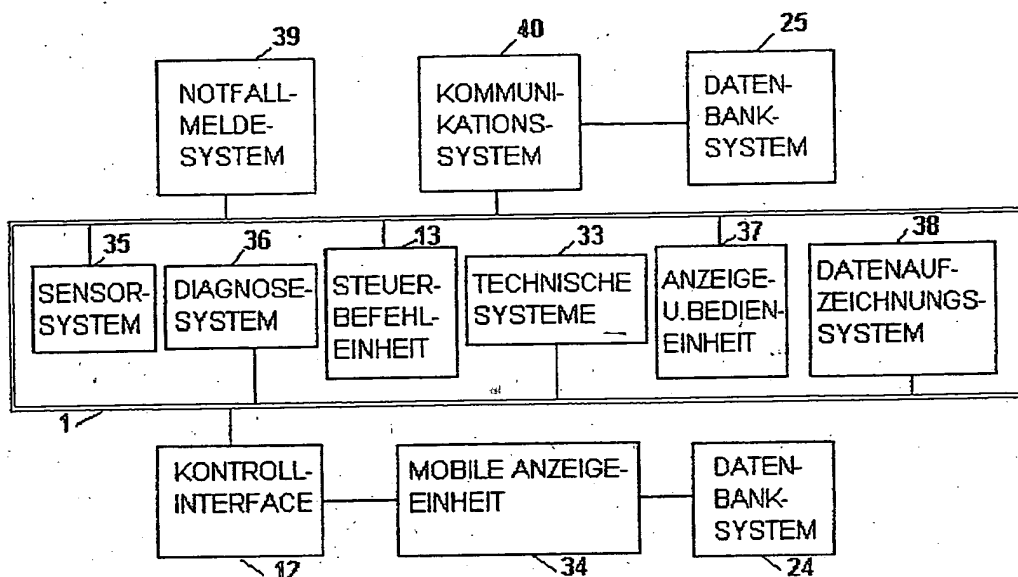 39
40
25
NOTFALL-
MELDE-
SYSTEM
KOMMUNI-
KATIONS-
SYSTEM
DATEN-
BANK-
SYSTEM
35
36
13
33
37
38
SENSOR-
SYSTEM
DIAGNOSE-
SYSTEM
STEUER-
BEFEHL-
EINHEIT
TECHNISCHE
SYSTEME
ANZEIGE-
U.BEDIEN-
EINHEIT
DATENAUF-
ZEICHNUNGS-
SYSTEM
1
KONTROLL-
INTERFACE
MOBILE ANZEIGE-
EINHEIT
DATEN-
BANK-
SYSTEM
12
34
24